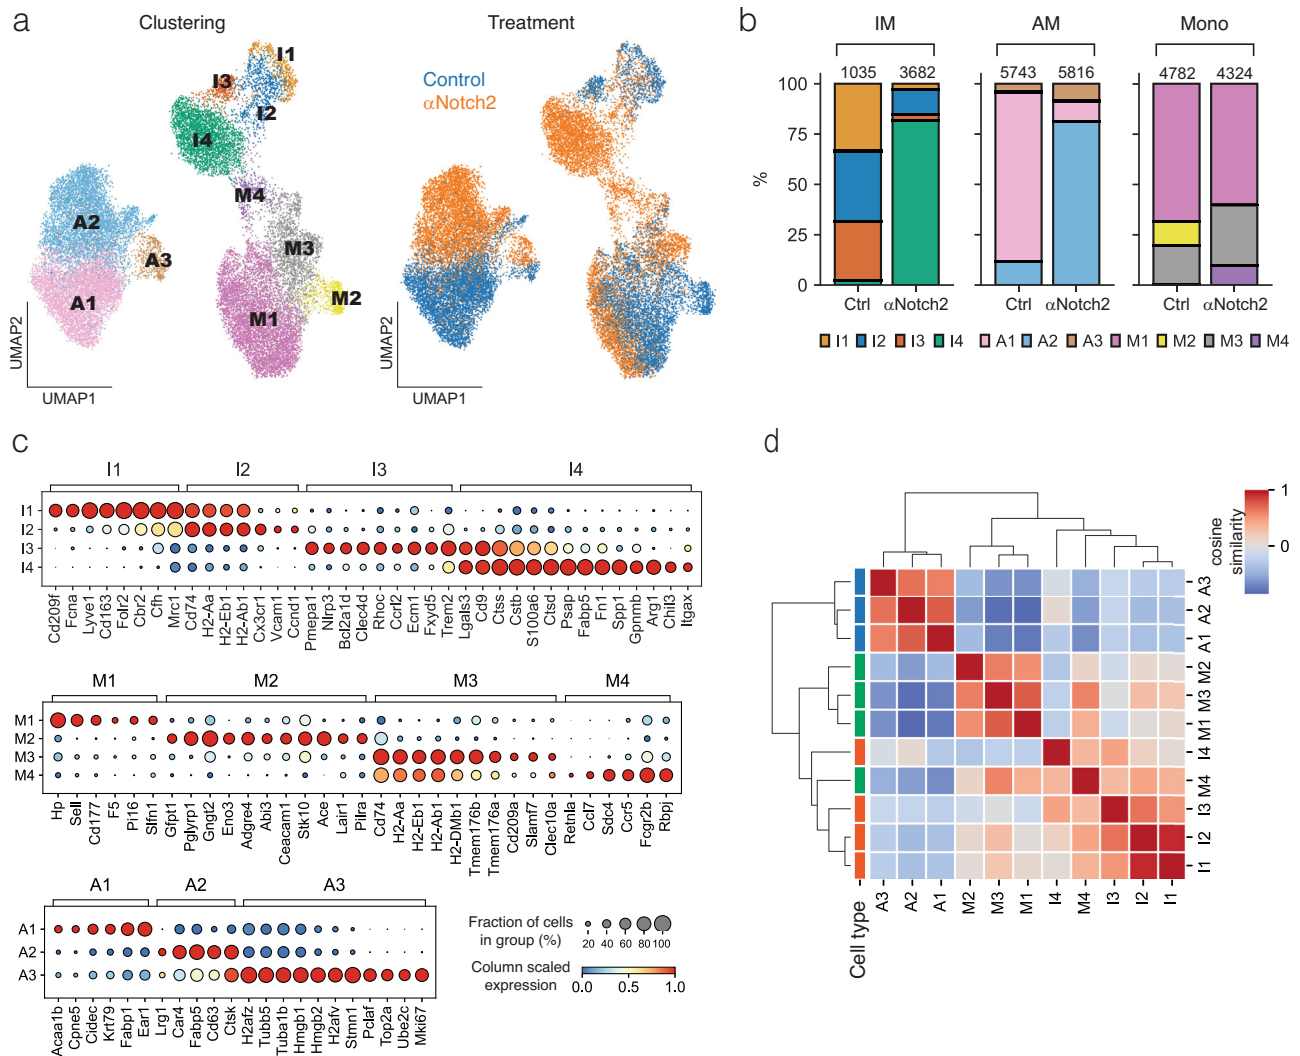 a
Clustering
Treatment
I1
I3
I2
I4
M4
A2
A3
M3
A1
M2
M1
Control
αNotch2
UMAP2
UMAP1
UMAP2
UMAP1
b
IM
AM
Mono
1035
3682
5743
5816
4782
4324
100
75
50
25
0
%
Ctrl
αNotch2
Ctrl
αNotch2
Ctrl
αNotch2
I1
I2
I3
I4
A1
A2
A3
M1
M2
M3
M4
c
I1
I2
I3
I4
I1
I2
I3
I4
Cd209f
Fcna
Lyve1
Cd163
Folr2
Cbr2
Cfh
Mrc1
Cd74
H2-Aa
H2-Eb1
H2-Ab1
Cx3cr1
Vcam1
Ccnd1
Pmepa1
Nlrp3
Bcl2a1d
Clec4d
Rhoc
Ccrl2
Ecm1
Fxyd5
Trem2
Lgals3
Cd9
Ctss
Cstb
S100a6
Ctsd
Psap
Fabp5
Fn1
Spp1
Gpnmb
Arg1
Chil3
Itgax
M1
M2
M3
M4
M1
M2
M3
M4
Hp
Sell
Cd177
F5
Pi16
Slfn1
Gfpt1
Pglyrp1
Gngt2
Eno3
Adgre4
Abi3
Ceacam1
Stk10
Ace
Lair1
Pilra
Cd74
H2-Aa
H2-Eb1
H2-Ab1
H2-DMb1
Tmem176b
Tmem176a
Cd209a
Slamf7
Clec10a
Retnla
Ccl7
Sdc4
Ccr5
Fcgr2b
Rbpj
A1
A2
A3
A1
A2
A3
Acaa1b
Cpne5
Cidec
Krt79
Fabp1
Ear1
Lrg1
Car4
Fabp5
Cd63
Ctsk
H2afz
Tubb5
Tuba1b
Hmgb1
Hmgb2
H2afv
Stmn1
Pclaf
Top2a
Ube2c
Mki67
Fraction of cells
in group (%)
20 40 60 80 100
Column scaled
expression
0.0 0.5 1.0
d
1
0
cosine
similarity
A3
A2
A1
M2
M3
M1
I4
M4
I3
I2
I1
A3
A2
A1
M2
M3
M1
I4
M4
I3
I2
I1
Cell type